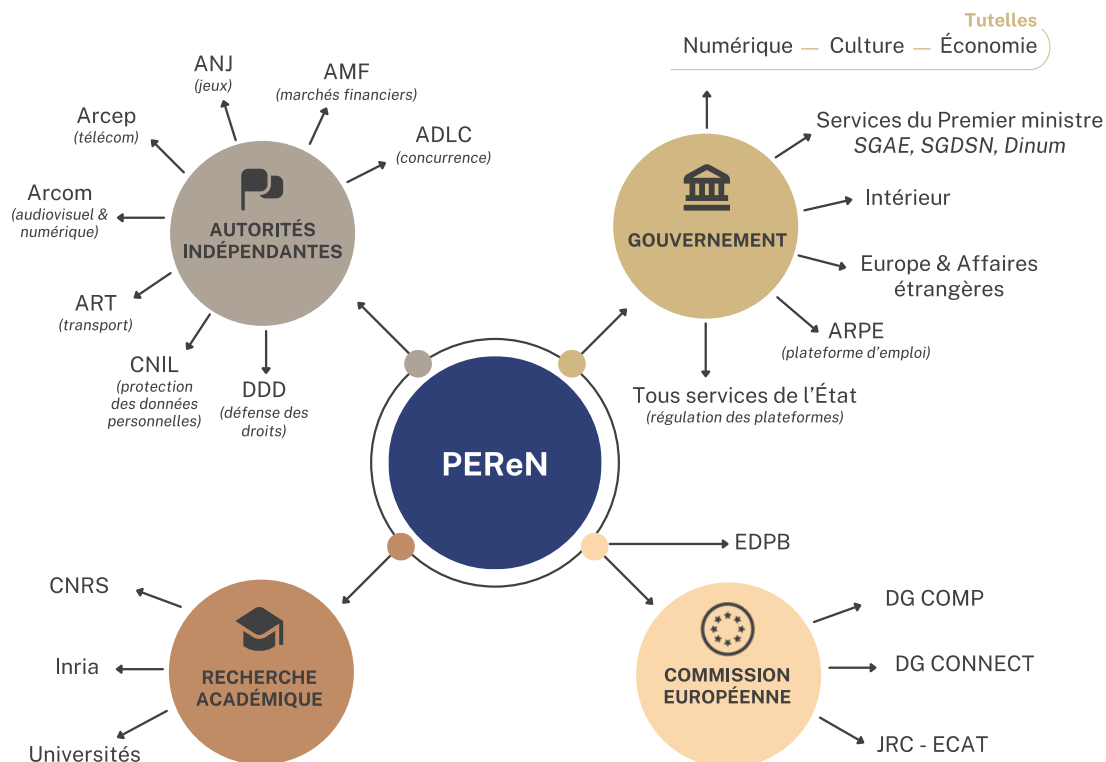 Tutelles
Numérique — Culture — Économie
ANJ
(jeux)
AMF
(marchés financiers)
Arcep
(télécom)
ADLC
(concurrence)
Arcom
(audiovisuel &
numérique)
AUTORITÉS
INDÉPENDANTES
ART
(transport)
CNIL
(protection
des données
personnelles)
DDD
(défense des
droits)
Services du Premier ministre
SGAE, SGDSN, Dinum
Intérieur
GOUVERNEMENT
Europe & Affaires
étrangères
ARPE
(plateforme d’emploi)
Tous services de l’État
(régulation des plateformes)
PEReN
CNRS
Inria
RECHERCHE
ACADÉMIQUE
Universités
EDPB
DG COMP
COMMISSION
EUROPÉENNE
DG CONNECT
JRC - ECAT